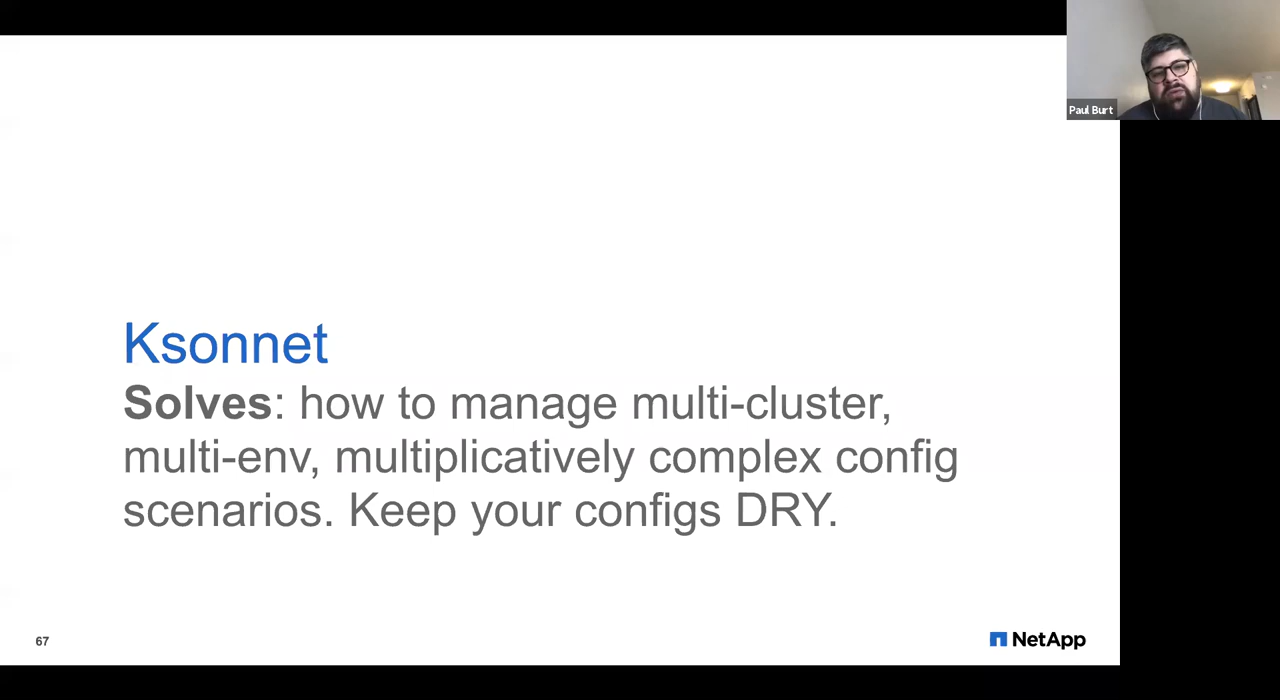 Paul Burt
Ksonnet
Solves: how to manage multi-cluster,
multi-env, multiplicatively complex config
scenarios. Keep your configs DRY.
67
NetApp